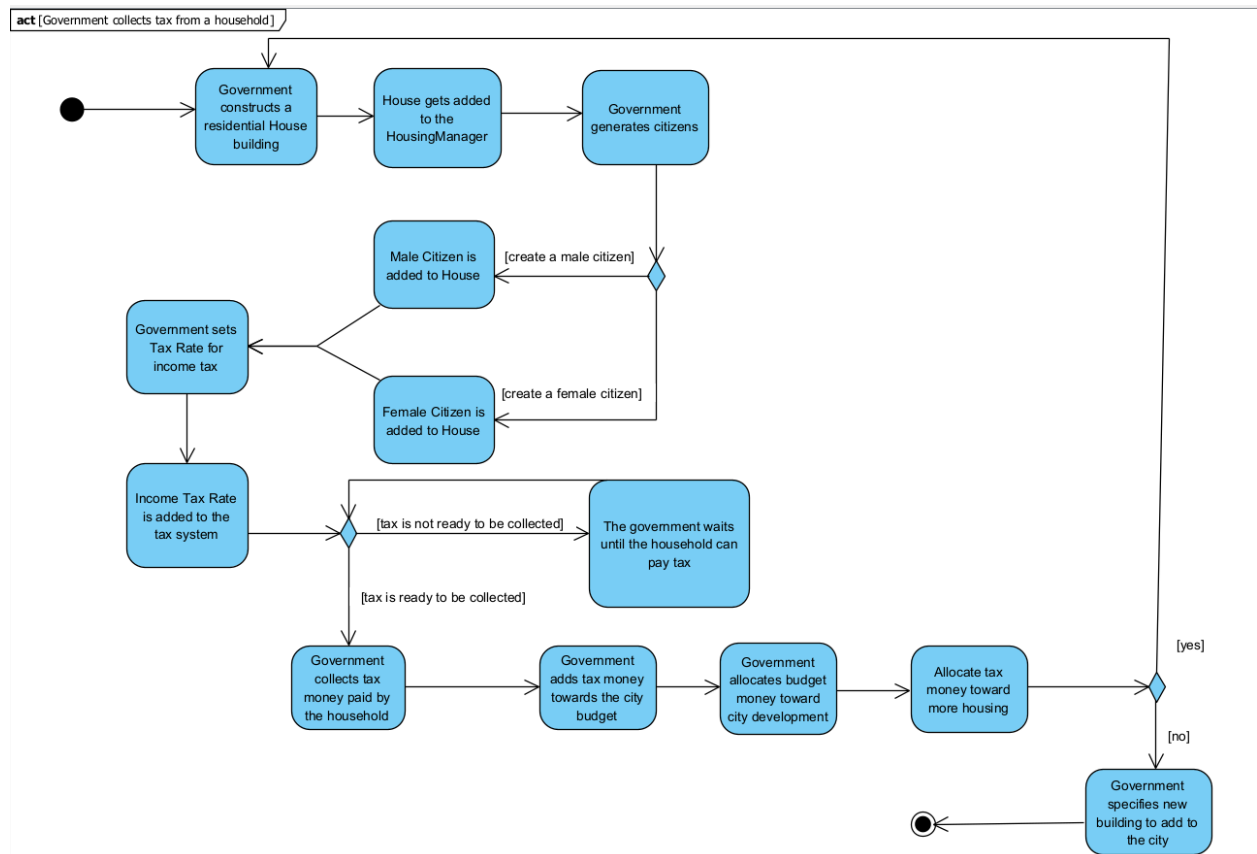 act [Government collects tax from a household]
Government
constructs a
residential House
building
House gets added
to the
HousingManager
Government
generates citizens
Male Citizen is
added to House
[create a male citizen]
Government sets
Tax Rate for
income tax
Female Citizen is
added to House
[create a female citizen]
Income Tax Rate
is added to the
tax system
[tax is not ready to be collected]
The government waits
until the household can
pay tax
[tax is ready to be collected]
Government
collects tax
money paid by
the household
Government
adds tax money
towards the city
budget
Government
allocates budget
money toward
city development
Allocate tax
money toward
more housing
[yes]
[no]
Government
specifies new
building to add to
the city